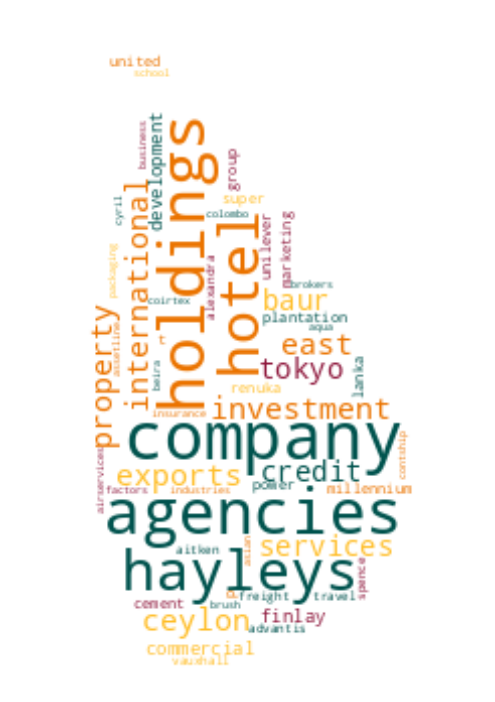 united
school
holdings
development
business
group
international
super
cyril
colombo
hotel
unilever
marketing
packaging
alexandra
brokers
coirtex
baur
property
plantation
assetline
aqua
east
tokyo
lanka
beira
renuka
investment
insurance
company
contship
airservices
exports
credit
power
factors
industries
millennium
agencies
services
aitken
asian
hayleys
spence
freight
travel
cement
brush
ceylon
finlay
advantis
commercial
vauxhall